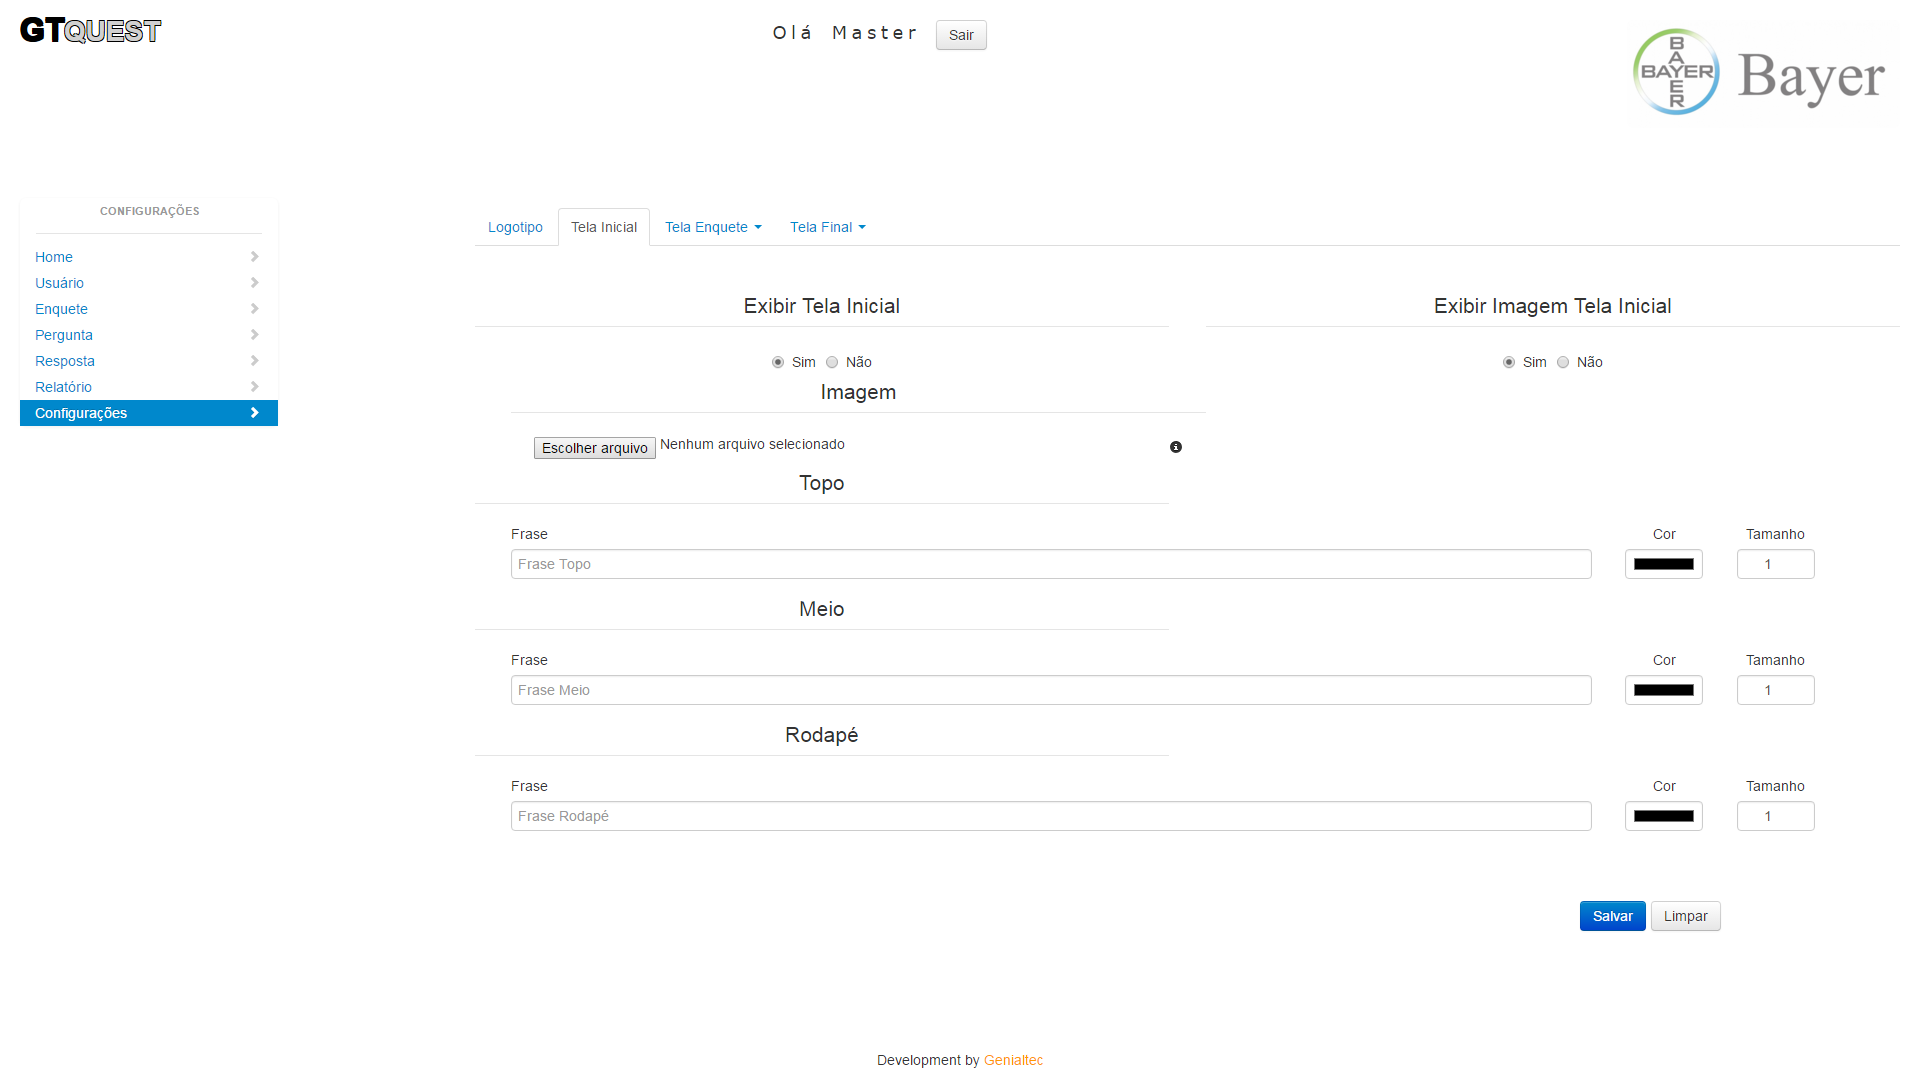 GTQUEST
Olá Master Sair
BAYER
BAYER
Bayer
CONFIGURAÇÕES
Home
Usuário
Enquete
Pergunta
Resposta
Relatório
Configurações
Logotipo Tela Inicial Tela Enquete Tela Final
Exibir Tela Inicial Exibir Imagem Tela Inicial
Sim Não Sim Não
Imagem
Escolher arquivo Nenhum arquivo selecionado
Topo
Frase Cor Tamanho
Frase Topo 1
Meio
Frase Cor Tamanho
Frase Meio 1
Rodapé
Frase Cor Tamanho
Frase Rodapé 1
Salvar Limpar
Development by Genialtec